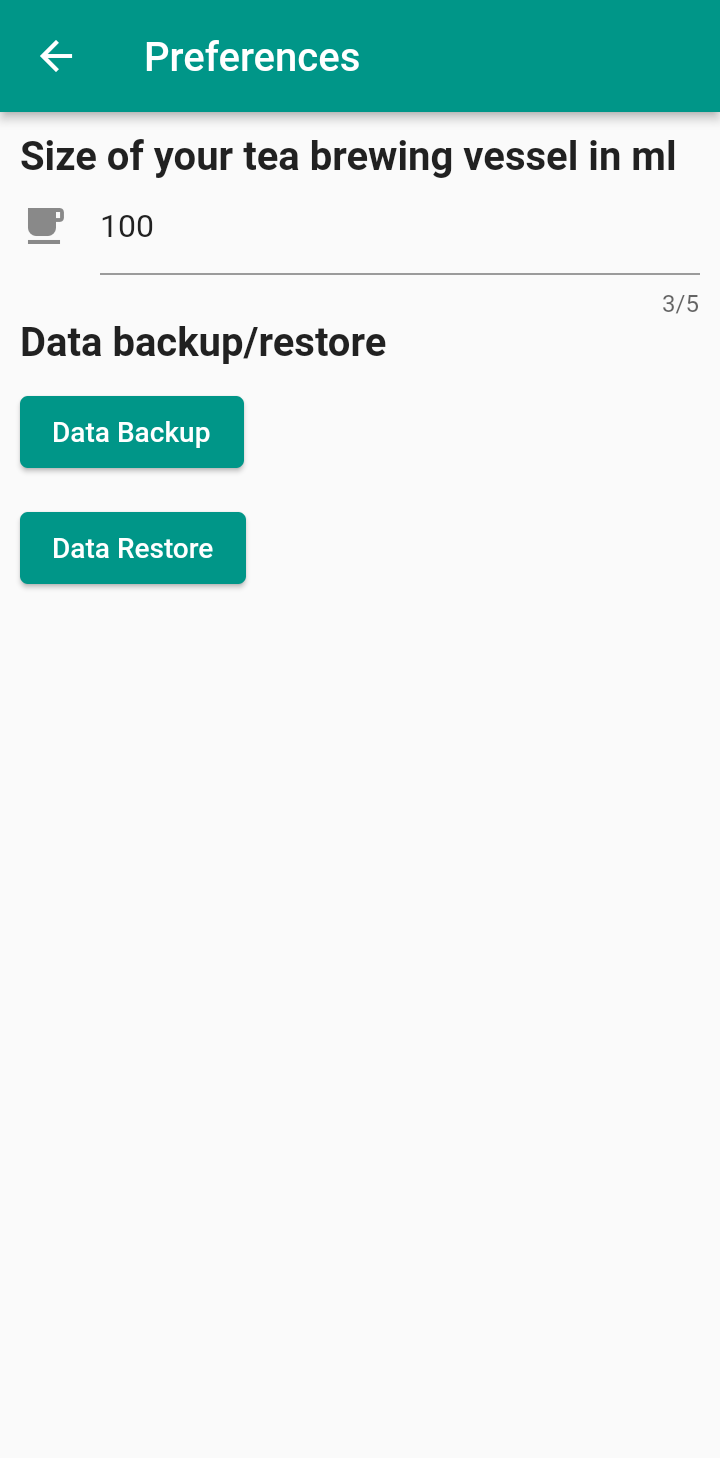 Preferences
Size of your tea brewing vessel in ml
100
3/5
Data backup/restore
Data Backup
Data Restore